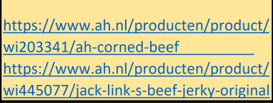 https://www.ah.nl/producten/product/
wi203341/ah-corned-beef
https://www.ah.nl/producten/product/
wi445077/jack-link-s-beef-jerky-original